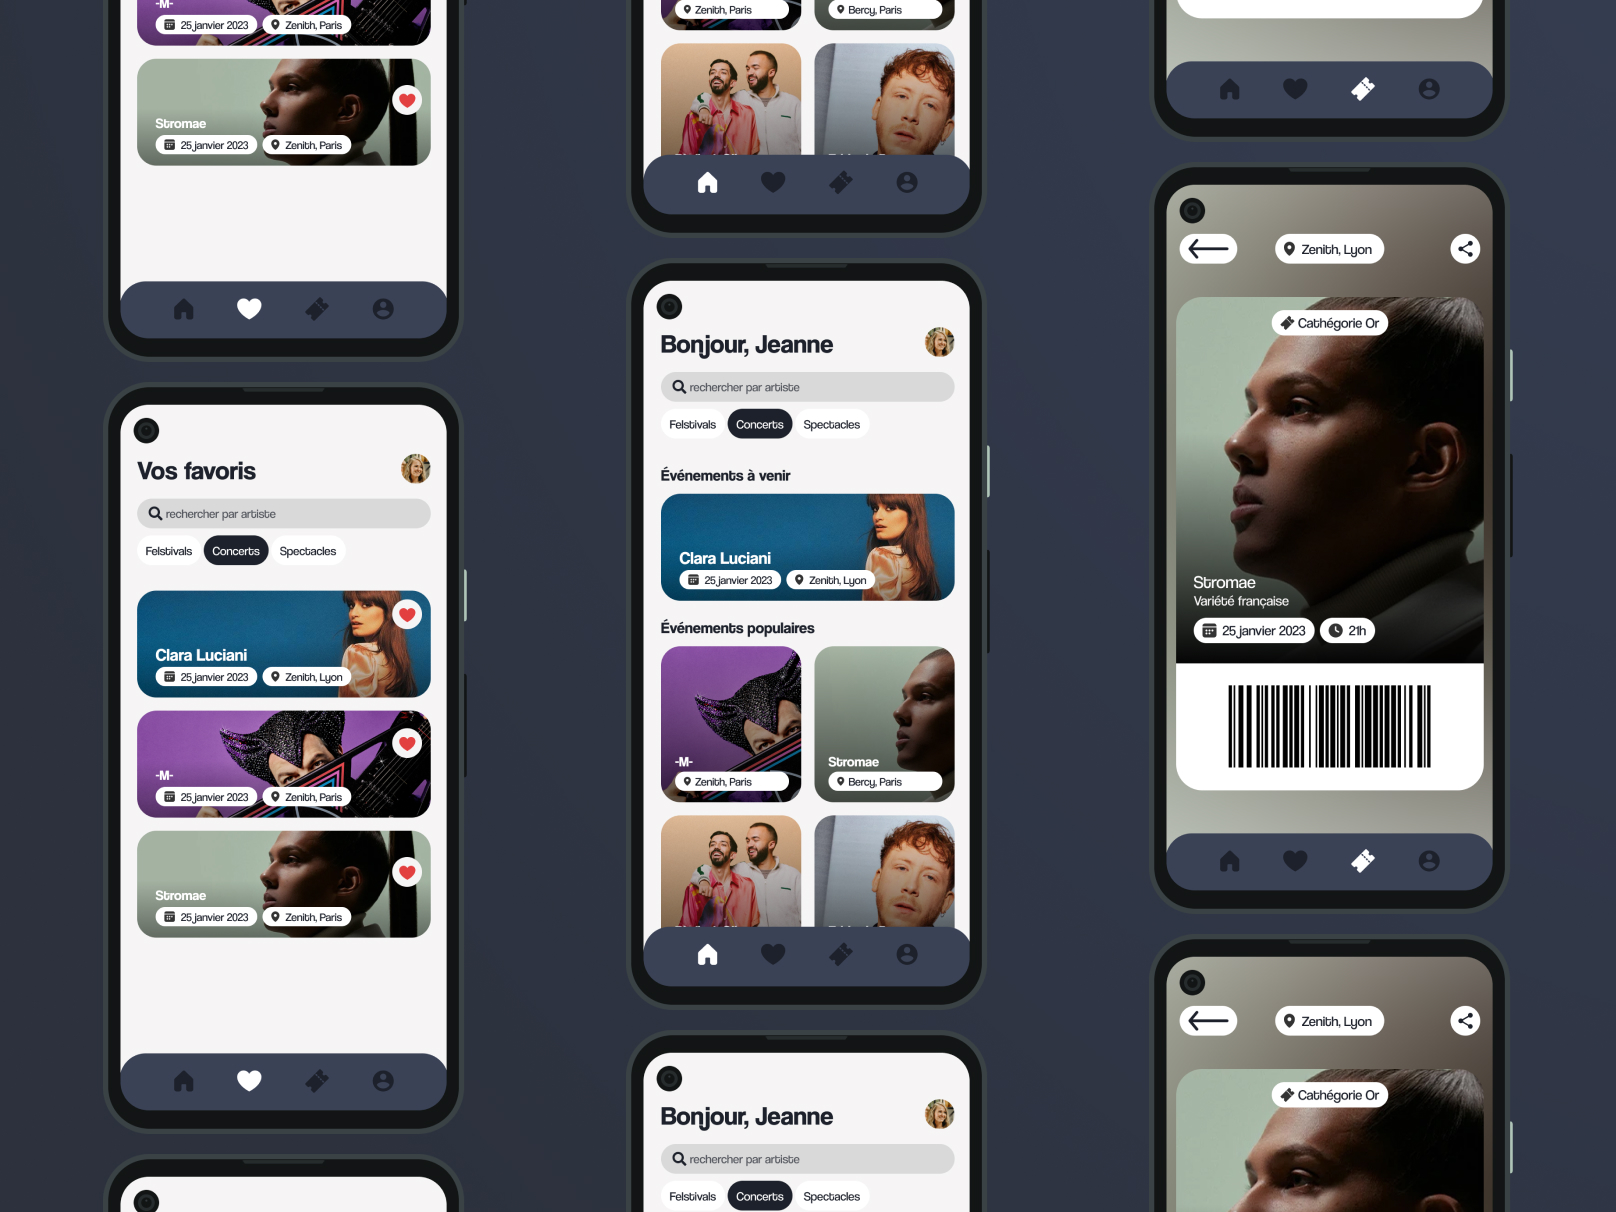 -M-
25 janvier 2023
Zenith, Paris
Stromae
25 janvier 2023
Zenith, Paris
Vos favoris
rechercher par artiste
Felstivals
Concerts
Spectacles
Clara Luciani
25 janvier 2023
Zenith, Lyon
-M-
25 janvier 2023
Zenith, Paris
Stromae
25 janvier 2023
Zenith, Paris
Zenith, Paris
Bercy, Paris
Bonjour, Jeanne
rechercher par artiste
Felstivals
Concerts
Spectacles
Événements à venir
Clara Luciani
25 janvier 2023
Zenith, Lyon
Événements populaires
-M-
Zenith, Paris
Stromae
Bercy, Paris
Bonjour, Jeanne
rechercher par artiste
Felstivals
Concerts
Spectacles
Zenith, Lyon
Cathégorie Or
Stromae
Variété française
25 janvier 2023
21h
Zenith, Lyon
Cathégorie Or